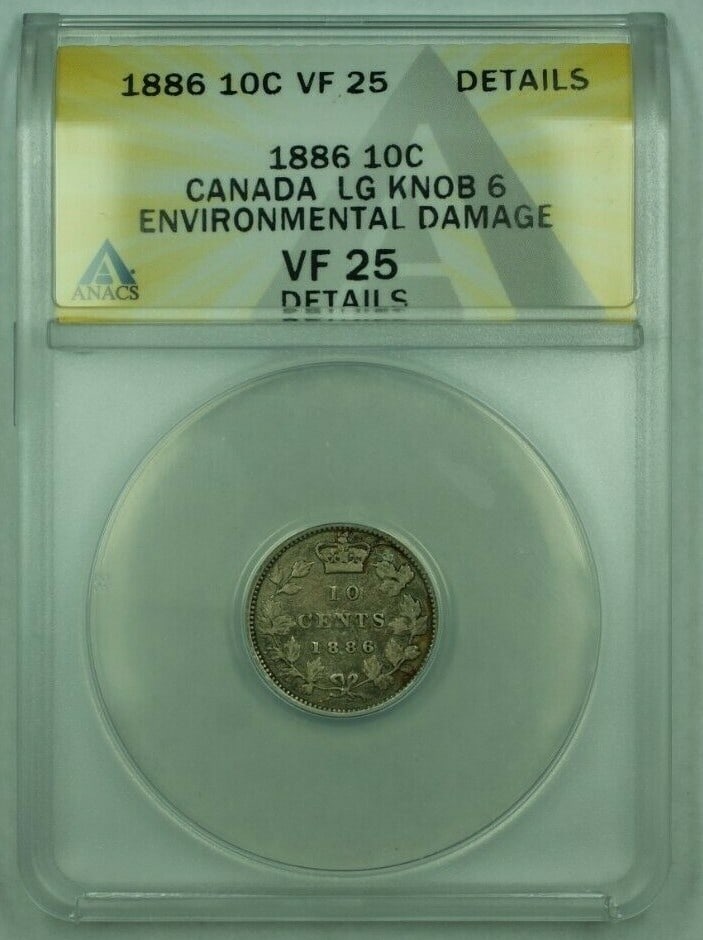 1886 10C VF 25 DETAILS
1886 10C
CANADA LG KNOB 6
ENVIRONMENTAL DAMAGE
VF 25
DETAILS
ANACS
10
CENTS
1886